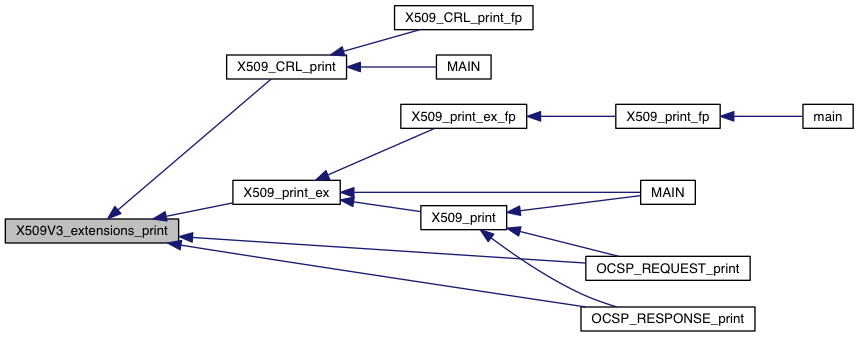 X509_CRL_print_fp
X509_CRL_print
MAIN
X509_print_ex_fp
X509_print_fp
main
X509_print_ex
MAIN
X509_print
X509V3_extensions_print
OCSP_REQUEST_print
OCSP_RESPONSE_print